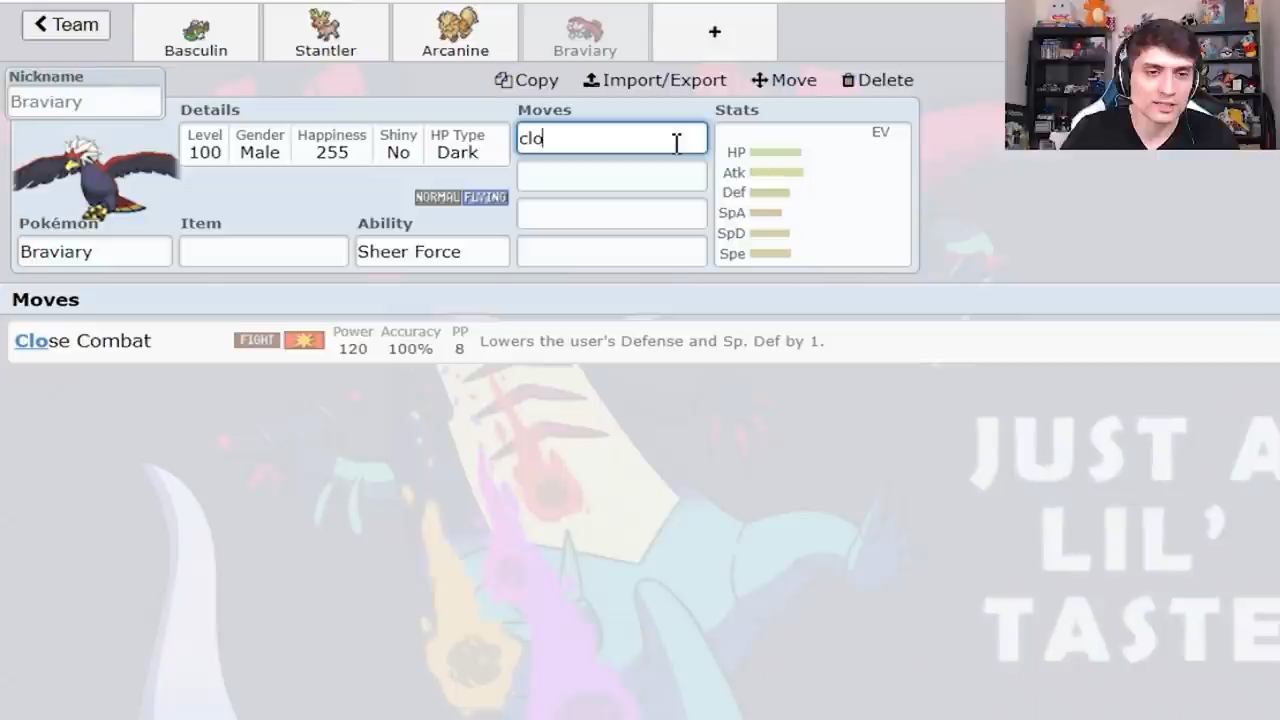 Team
Basculin
Stantler
Arcanine
Braviary
+
Nickname
Braviary
Copy
Import/Export
Move
Delete
Details
Moves
Stats
Level
100
Gender
Male
Happiness
255
Shiny
No
HP Type
Dark
clo
EV
HP
Atk
Def
SpA
SpD
Spe
NORMAL FLYING
Pokémon
Braviary
Item
Ability
Sheer Force
Moves
Close Combat
FIGHT
Power
120
Accuracy
100%
PP
8
Lowers the user's Defense and Sp. Def by 1.
JUST A
LIL'
TASTE